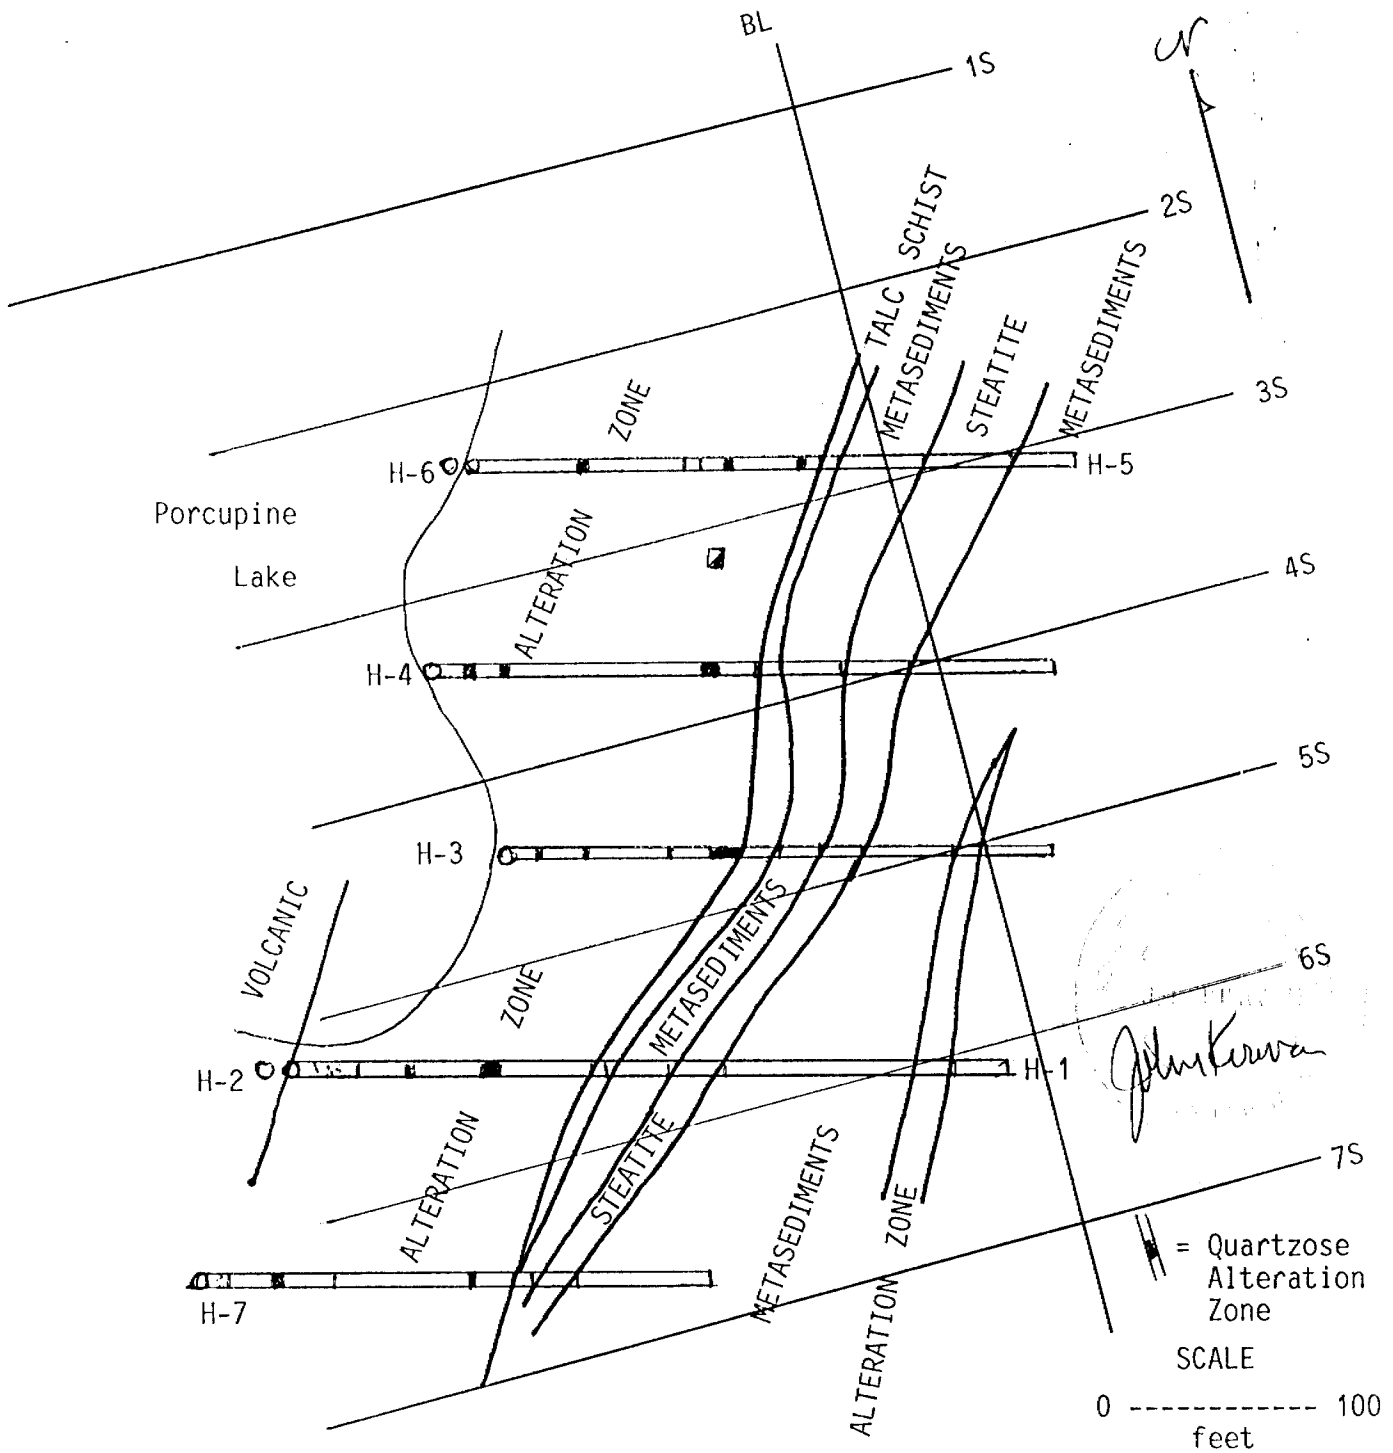 BL
N
1S
2S
TALC SCHIST
METASEDIMENTS
STEATITE
METASEDIMENTS
3S
ZONE
H-6
H-5
Porcupine
Lake
ALTERATION
4S
H-4
5S
H-3
VOLCANIC
METASEDIMENTS
ZONE
6S
H-2
H-1
ALTERATION
STEATITE
METASEDIMENTS
ALTERATION ZONE
7S
H-7
= Quartzose
Alteration
Zone
SCALE
0 -------------- 100
feet